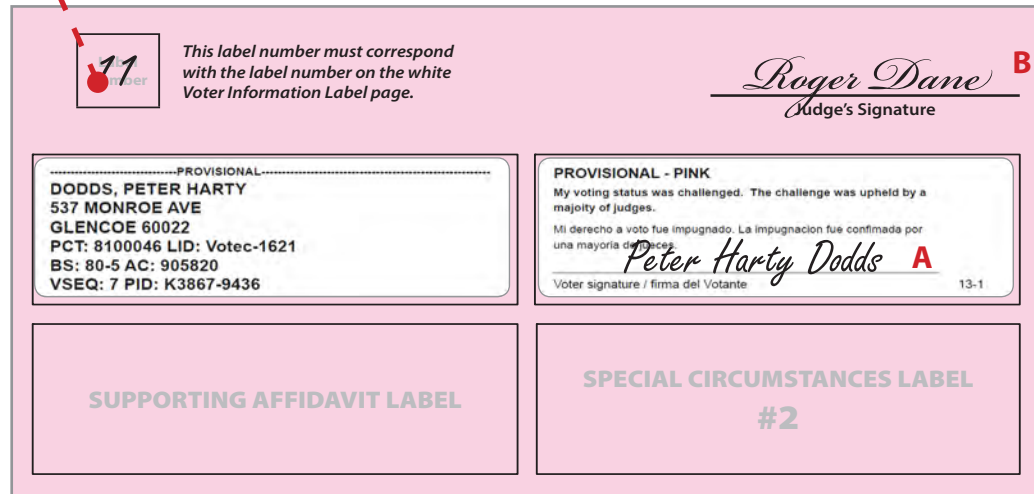 11
Label
Number
This label number must correspond
with the label number on the white
Voter Information Label page.
Roger Dane
B
Judge's Signature
-------------------------------PROVISIONAL--------------------------------------------------------
DODDS, PETER HARTY
537 MONROE AVE
GLENCOE 60022
PCT: 8100046 LID: Votec-1621
BS: 80-5 AC: 905820
VSEQ: 7 PID: K3867-9436
PROVISIONAL - PINK
My voting status was challenged. The challenge was upheld by a
majoity of judges.
Mi derecho a voto fue impugnado. La impugnacion fue confimada por
una mayoria de jueces.
Peter Harty Dodds A
Voter signature / firma del Votante 13-1
SUPPORTING AFFIDAVIT LABEL
SPECIAL CIRCUMSTANCES LABEL
#2